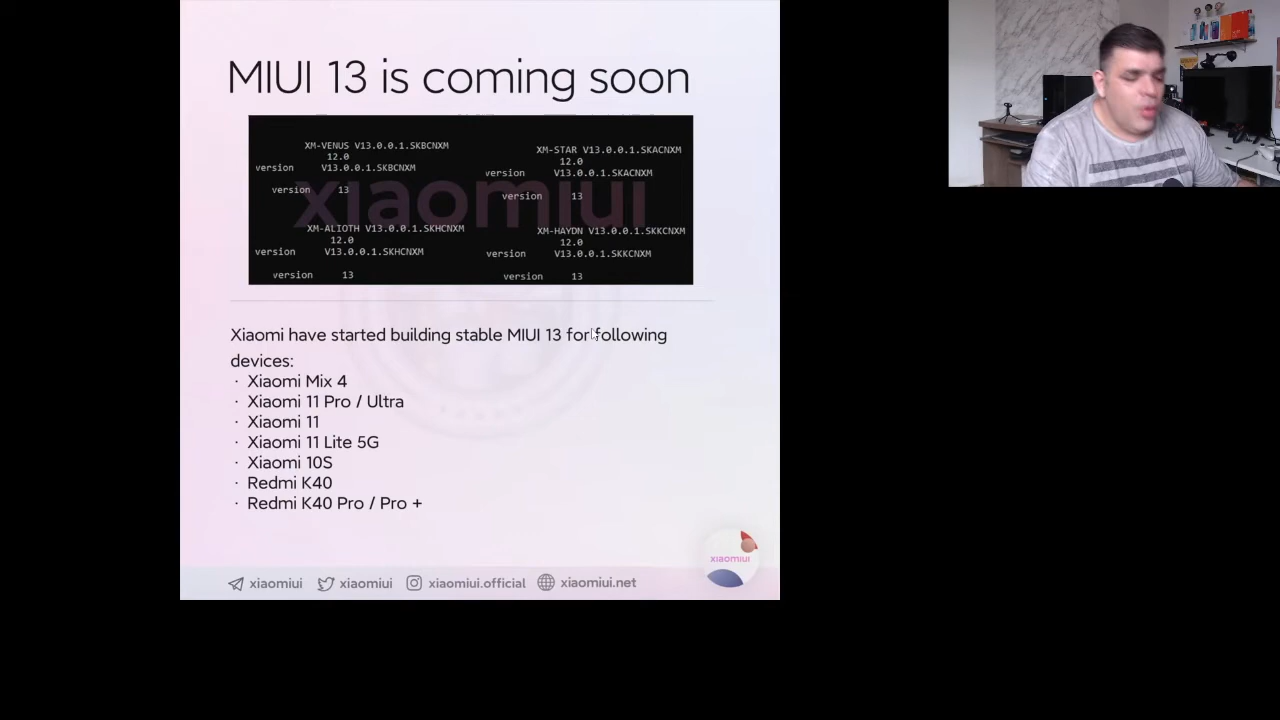 MIUI 13 is coming soon
XM-VENUS V13.0.0.1.SKBCNXM
12.0
version V13.0.0.1.SKBCNXM
version 13
XM-STAR V13.0.0.1.SKACNXM
12.0
version V13.0.0.1.SKACNXM
version 13
xiaomiui
XM-ALIOTH V13.0.0.1.SKHCNXM
12.0
version V13.0.0.1.SKHCNXM
version 13
XM-HAYDN V13.0.0.1.SKKCNXM
12.0
version V13.0.0.1.SKKCNXM
version 13
Xiaomi have started building stable MIUI 13 for following
devices:
· Xiaomi Mix 4
· Xiaomi 11 Pro / Ultra
· Xiaomi 11
· Xiaomi 11 Lite 5G
· Xiaomi 10S
· Redmi K40
· Redmi K40 Pro / Pro +
xiaomiui
xiaomiui xiaomiui xiaomiui.official xiaomiui.net